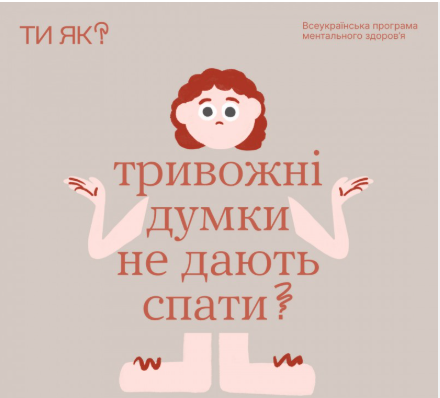 ТИ ЯК?
Всеукраїнська програма
ментального здоров'я
тривожні
думки
не дають
спати?